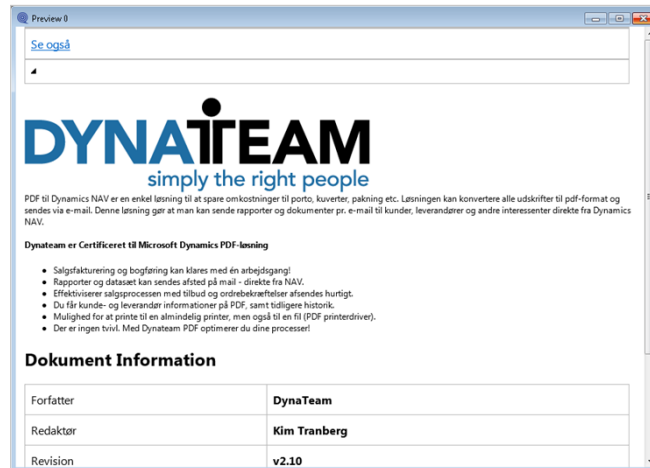 Preview 0
Se også
DYNATEAM
simply the right people
PDF til Dynamics NAV er en enkel løsning til at spare omkostninger til porto, kuverter, pakning etc. Løsningen kan konvertere alle udskrifter til pdf-format og
sendes via e-mail. Denne løsning gør at man kan sende rapporter og dokumenter pr. e-mail til kunder, leverandører og andre interessenter direkte fra Dynamics
NAV.
Dynateam er Certificeret til Microsoft Dynamics PDF-løsning
• Salgsfakturering og bogføring kan klares med én arbejdsgang!
• Rapporter og datasæt kan sendes afsted på mail - direkte fra NAV.
• Effektiviserer salgsprocessen med tilbud og ordrebekræftelser afsendes hurtigt.
• Du får kunde- og leverandør informationer på PDF, samt tidligere historik.
• Mulighed for at printe til en almindelig printer, men også til en fil (PDF printerdriver).
• Der er ingen tvivl. Med Dynateam PDF optimerer du dine processer!
Dokument Information
Forfatter DynaTeam
Redaktør Kim Tranberg
Revision v2.10